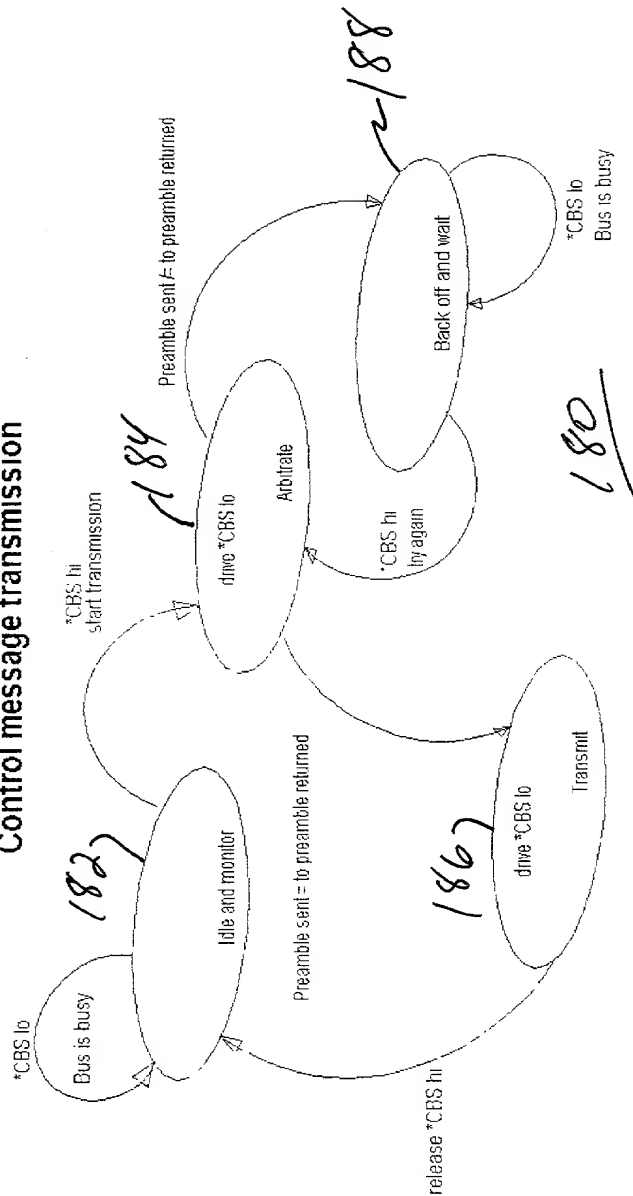 Control message transmission
*CBS lo
Bus is busy
182
Idle and monitor
*CBS hi
start transmission
184
drive *CBS lo
Arbitrate
Preamble sent /= to preamble returned
188
Back off and wait
*CBS lo
Bus is busy
*CBS hi
try again
Preamble sent = to preamble returned
186
drive *CBS lo
Transmit
release *CBS hi
180